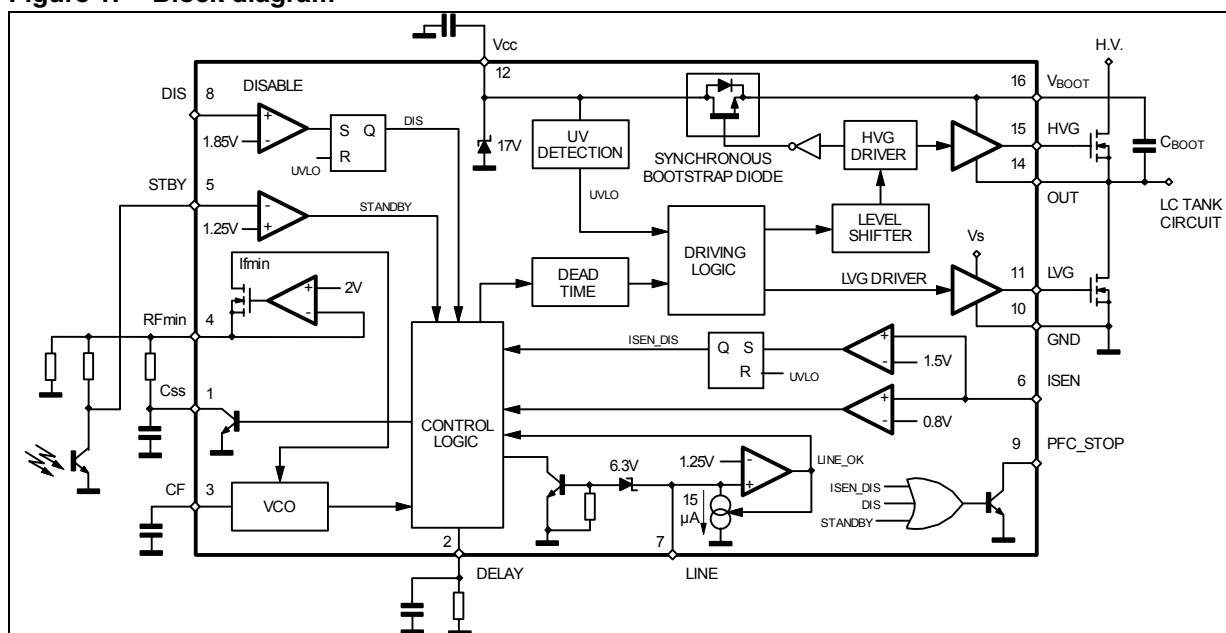 Figure 1. Block diagram
Vcc
H.V.
12
16
VBOOT
DIS
8
DISABLE
+
-
1.85V
S Q
R
DIS
UVLO
17V
UV
DETECTION
SYNCHRONOUS
BOOTSTRAP DIODE
HVG
DRIVER
15
HVG
CBOOT
14
OUT
LC TANK
CIRCUIT
STBY
5
-
+
1.25V
STANDBY
UVLO
LEVEL
SHIFTER
DRIVING
LOGIC
Vs
Ifmin
+
-
2V
DEAD
TIME
LVG DRIVER
11
LVG
10
GND
RFmin
4
ISEN_DIS
Q S
R
UVLO
+
-
1.5V
6
ISEN
Css
1
+
-
0.8V
CONTROL
LOGIC
9
PFC_STOP
6.3V
1.25V
-
+
LINE_OK
CF
3
VCO
15
µA
ISEN_DIS
DIS
STANDBY
2
7
DELAY
LINE